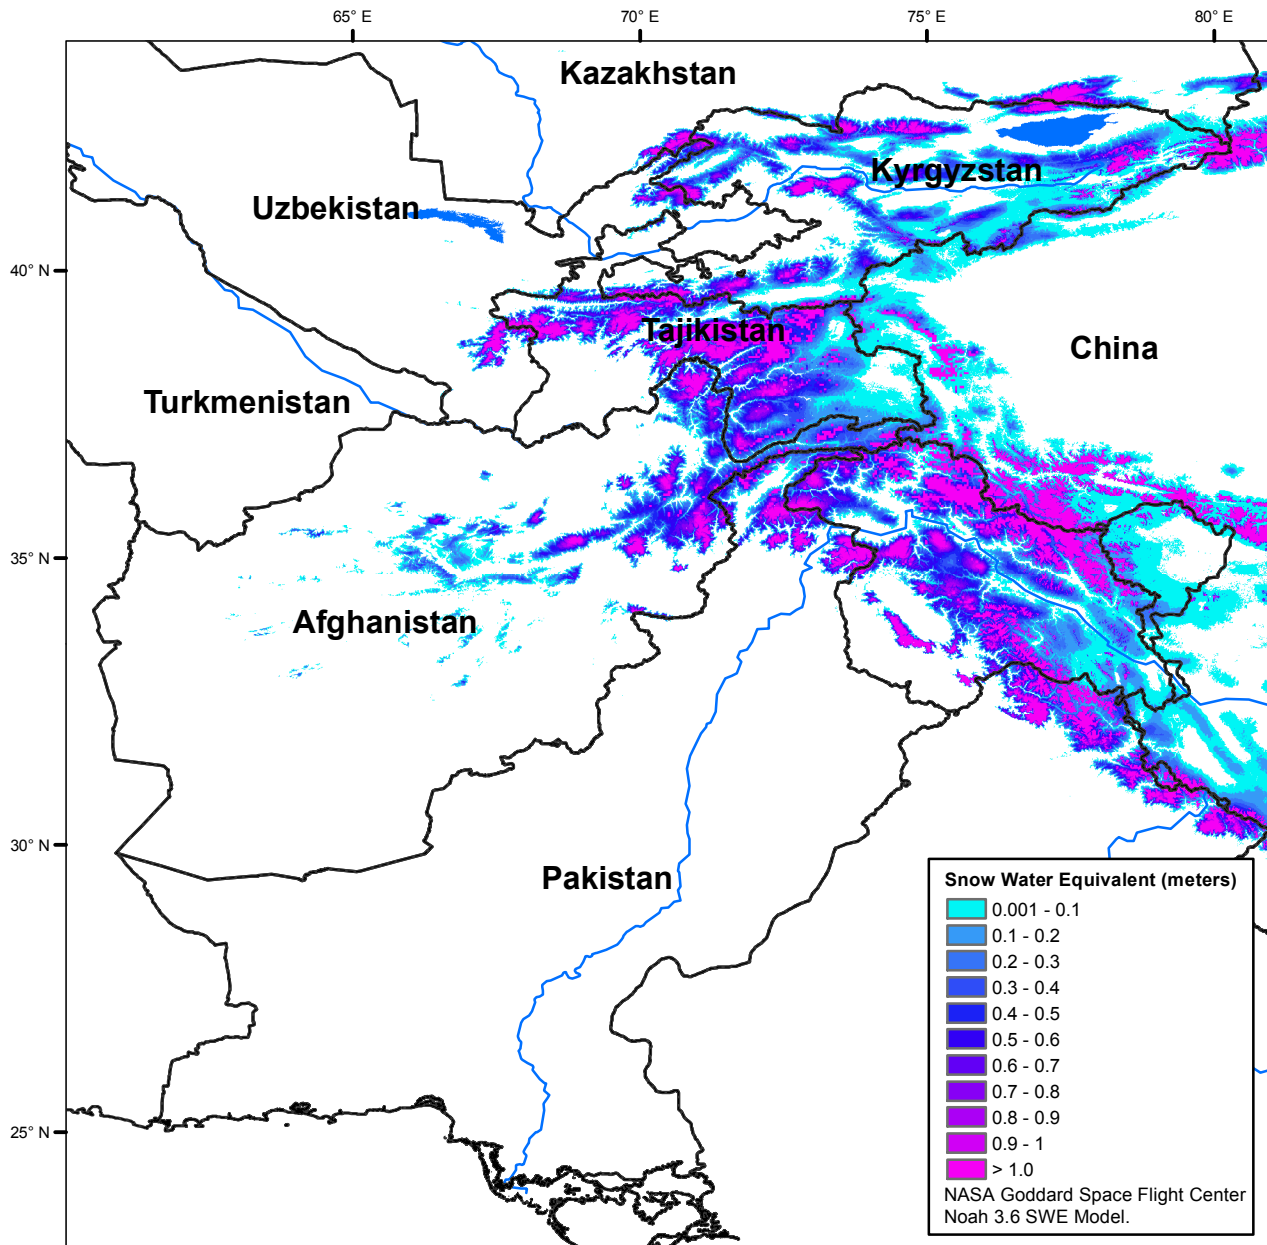 65° E
70° E
75° E
80° E
Kazakhstan
Kyrgyzstan
Uzbekistan
40° N
Tajikistan
China
Turkmenistan
35° N
Afghanistan
30° N
Pakistan
25° N
Snow Water Equivalent (meters)
0.001 - 0.1
0.1 - 0.2
0.2 - 0.3
0.3 - 0.4
0.4 - 0.5
0.5 - 0.6
0.6 - 0.7
0.7 - 0.8
0.8 - 0.9
0.9 - 1
> 1.0
NASA Goddard Space Flight Center
Noah 3.6 SWE Model.